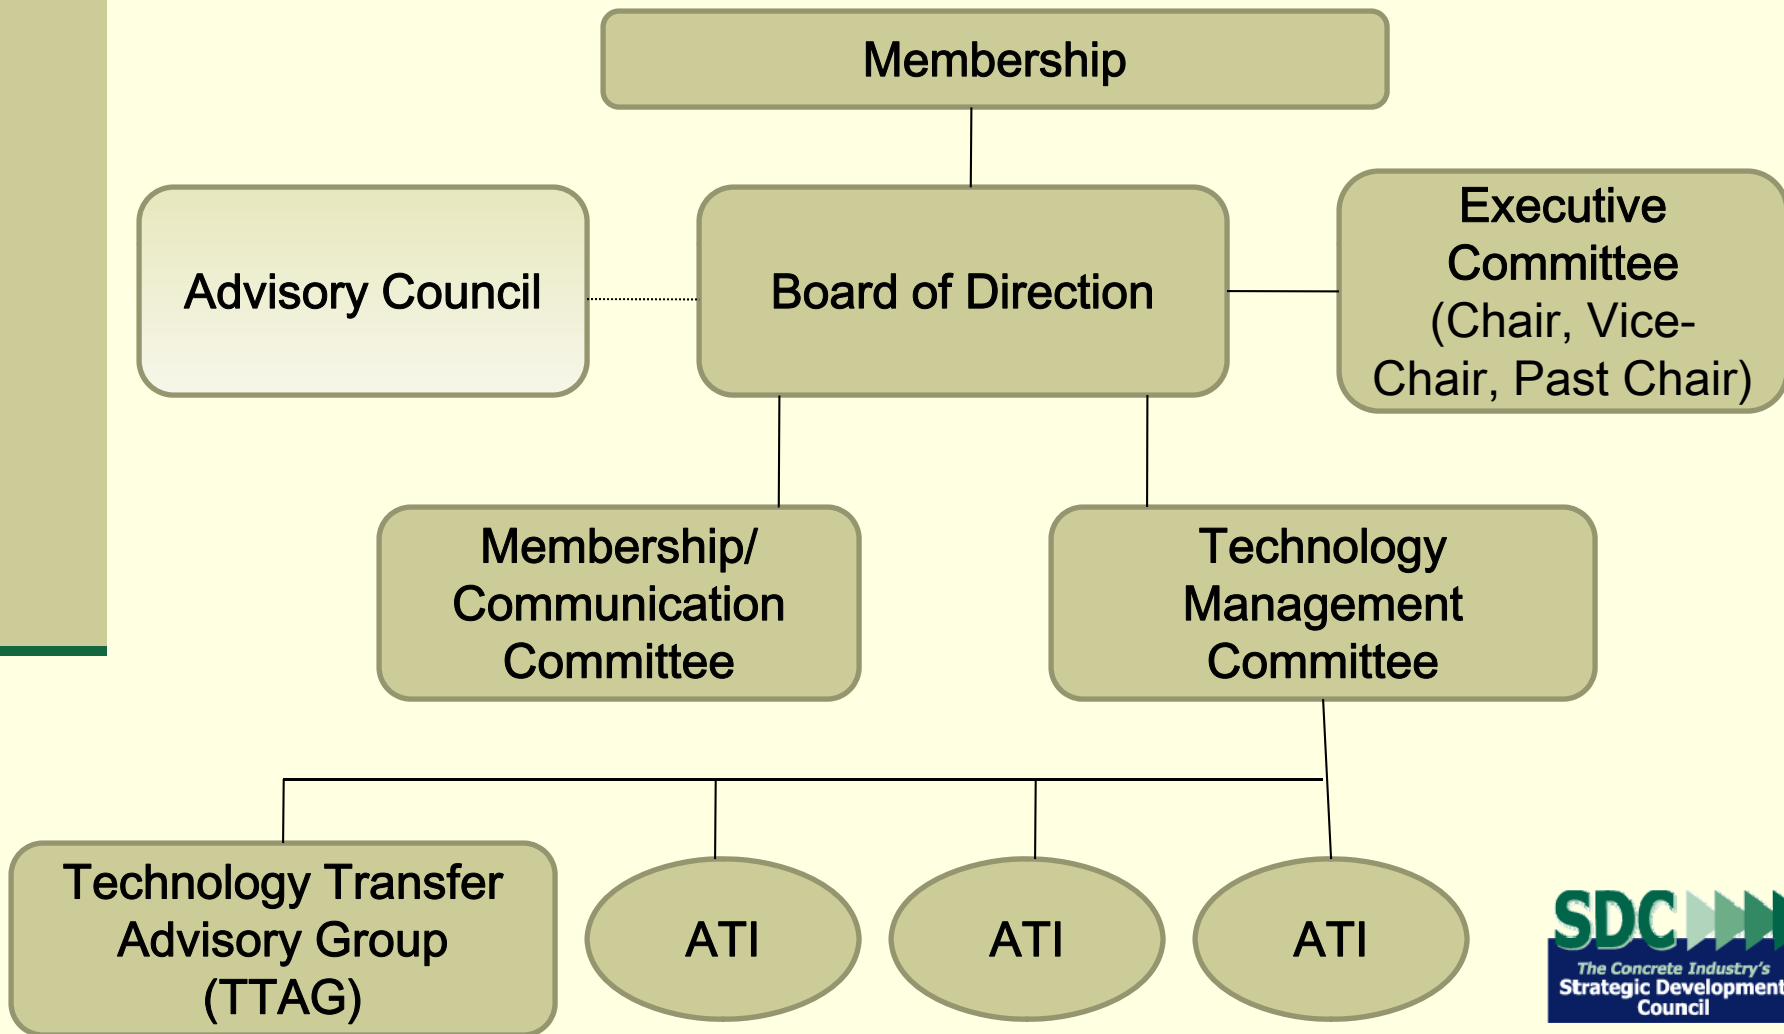 Membership
Advisory Council
Board of Direction
Executive
Committee
(Chair, Vice-
Chair, Past Chair)
Membership/
Communication
Committee
Technology
Management
Committee
Technology Transfer
Advisory Group
(TTAG)
ATI
ATI
ATI
SDC
The Concrete Industry's
Strategic Development
Council